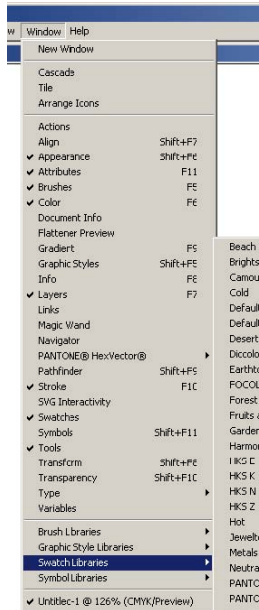 w Window Help
New Window
Cascade
Tile
Arrange Icons
Actions
Align Shift+F7
✔ Appearance Shift+F6
✔ Attributes F11
✔ Brushes F5
✔ Color F6
Document Info
Flattener Preview
Gradient F9
Graphic Styles Shift+F5
Info F8
✔ Layers F7
Links
Magic Wand
Navigator
PANTONE® HexVector®
Pathfinder Shift+F9
✔ Stroke F10
SVG Interactivity
✔ Swatches
Symbols Shift+F11
✔ Tools
Transform Shift+F8
Transparency Shift+F10
Type
Variables
Brush Libraries
Graphic Style Libraries
Swatch Libraries
Symbol Libraries
✔ Untitled-1 @ 126% (CMYK/Preview)
Beach
Brights
Camou
Cold
Default
Default
Desert
Diccolo
Earthto
FOCOL
Forest
Fruits &
Garden
Harmon
HKS E
HKS K
HKS N
HKS Z
Hot
Jewelto
Metals
Neutra
PANTO
PANTO